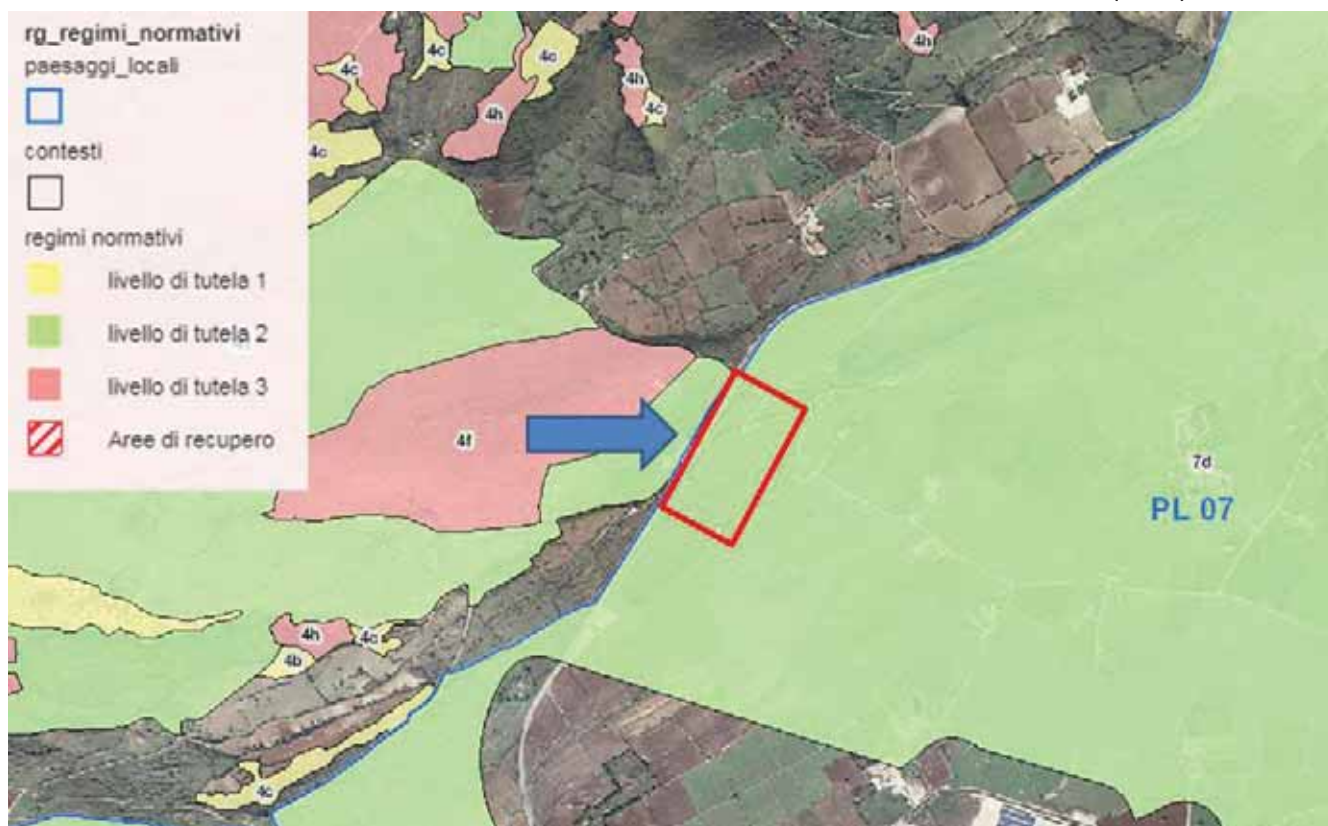 rg_regimi_normativi
paesaggi_locali
contesti
regimi normativi
livello di tutela 1
livello di tutela 2
livello di tutela 3
Aree di recupero
4c
4c
4c
4h
4h
4c
4h
4c
4f
7d
PL 07
4h
4c
4b
4c